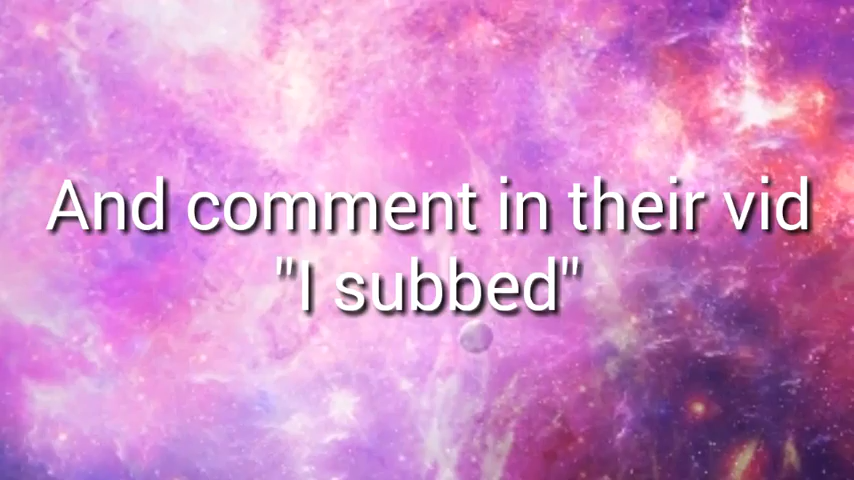 And comment in their vid
"I subbed"